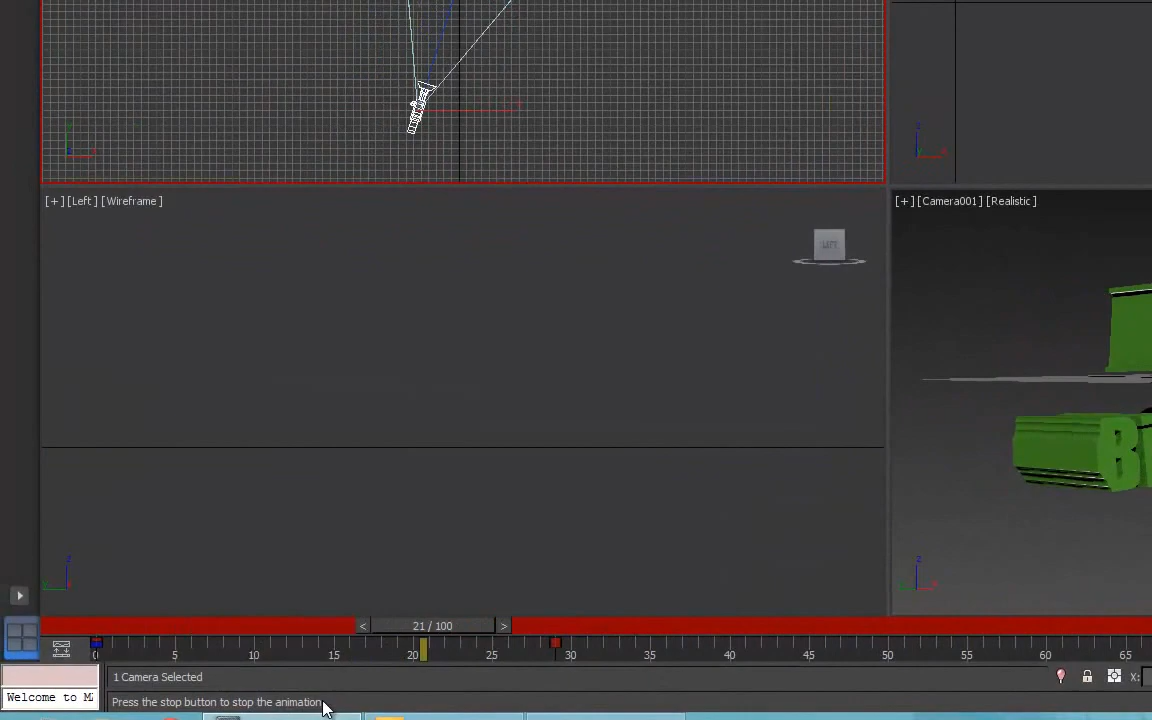 [+] [Left] [Wireframe]
LEFT
[+] [Camera001] [Realistic]
B
< 21 / 100 >
0 5 10 15 20 25 30 35 40 45 50 55 60 65
1 Camera Selected
X:
Welcome to M
Press the stop button to stop the animation